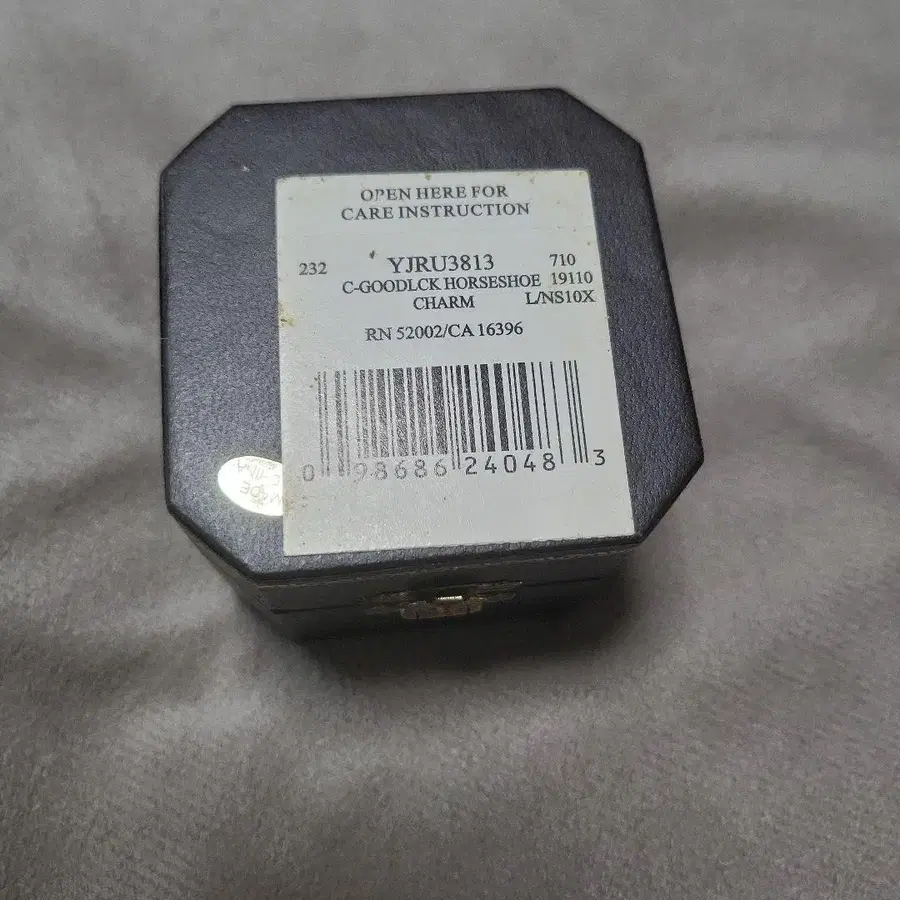 OPEN HERE FOR
CARE INSTRUCTION
232 YJRU3813 710
C-GOODLCK HORSESHOE 19110
CHARM L/NS10X
RN 52002/CA 16396
0 98686 24048 3
MADE